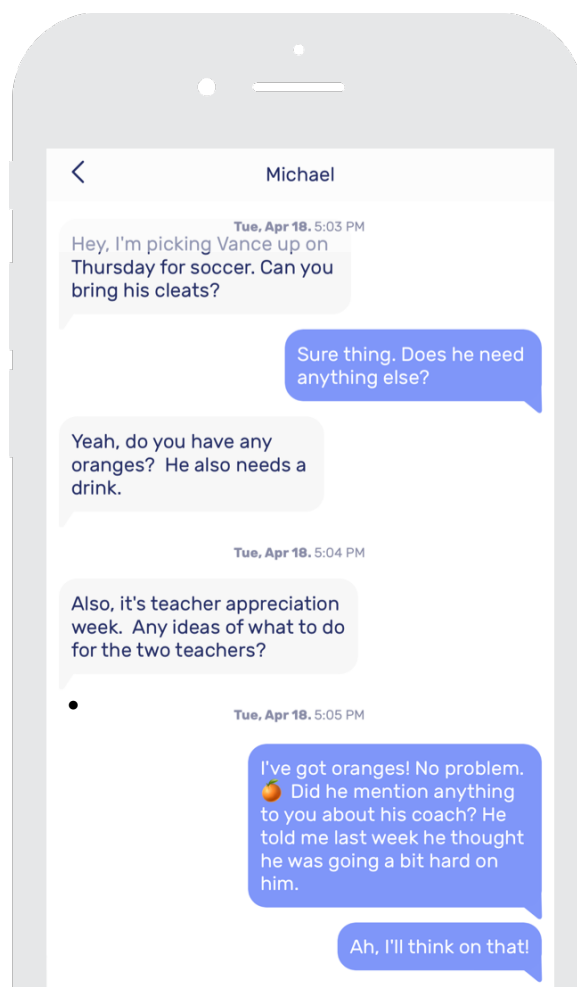 Michael
Tue, Apr 18. 5:03 PM
Hey, I'm picking Vance up on
Thursday for soccer. Can you
bring his cleats?
Sure thing. Does he need
anything else?
Yeah, do you have any
oranges?  He also needs a
drink.
Tue, Apr 18. 5:04 PM
Also, it's teacher appreciation
week.  Any ideas of what to do
for the two teachers?
Tue, Apr 18. 5:05 PM
I've got oranges! No problem.
🍊 Did he mention anything
to you about his coach? He
told me last week he thought
he was going a bit hard on
him.
Ah, I'll think on that!